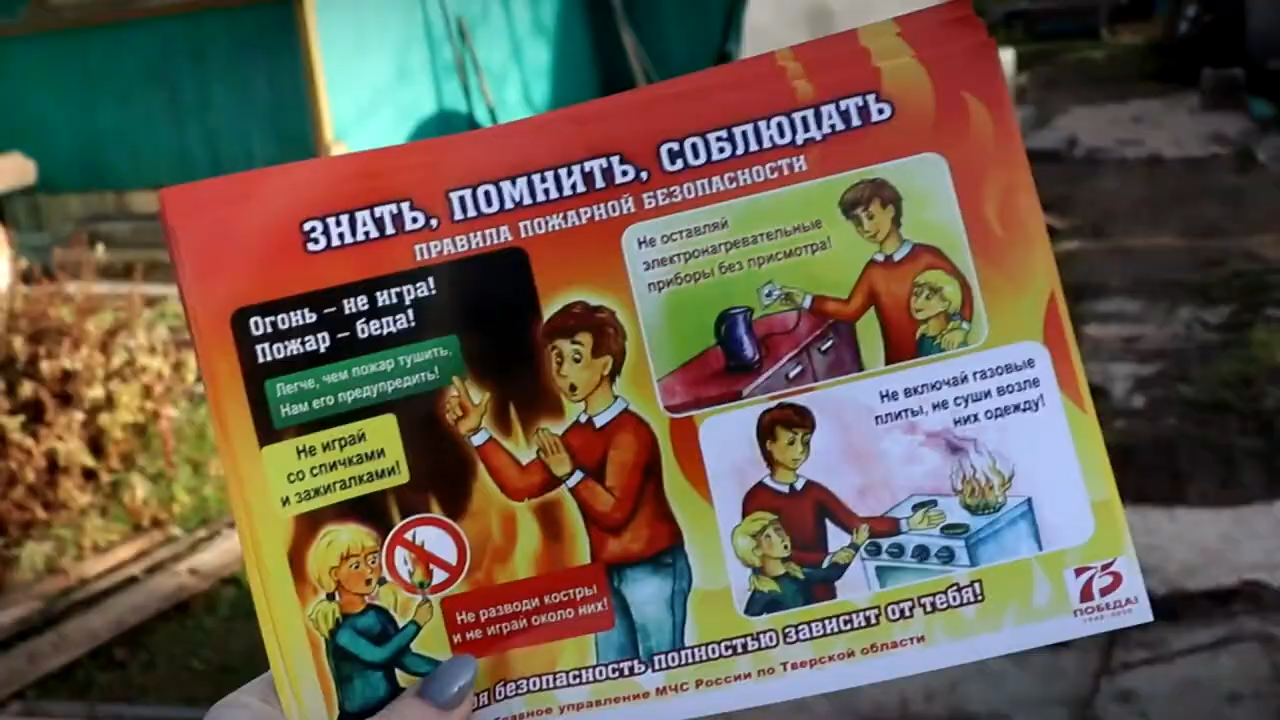 ЗНАТЬ, ПОМНИТЬ, СОБЛЮДАТЬ
ПРАВИЛА ПОЖАРНОЙ БЕЗОПАСНОСТИ
Огонь – не игра!
Пожар – беда!
Легче, чем пожар тушить,
Нам его предупредить!
Не играй
со спичками
и зажигалками!
Не разводи костры
и не играй около них!
Не оставляй
электронагревательные
приборы без присмотра!
Не включай газовые
плиты, не суши возле
них одежду!
безопасность полностью зависит от тебя!
управление МЧС России по Тверской области
75
ПОБЕДА!